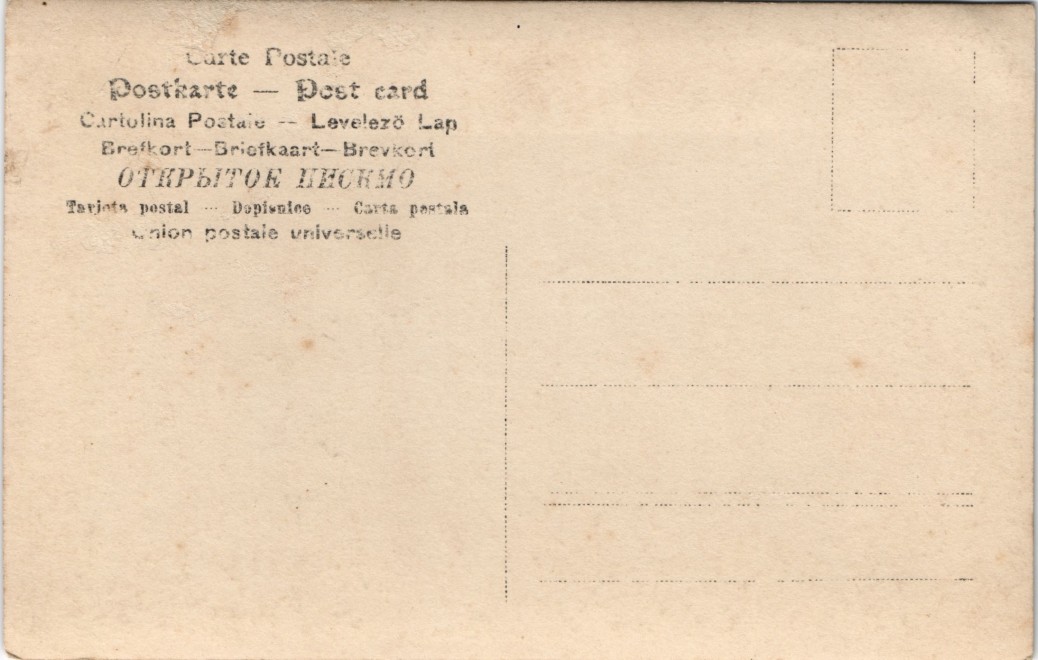 Carte Postale
Postkarte — Post card
Cartolina Postale — Levelező Lap
Brefkort—Briefkaart—Brevkort
ОТКРЫТОЕ ПИСЬМО
Tarjeta postal — Dopisnice — Carta postala
Union postale universelle